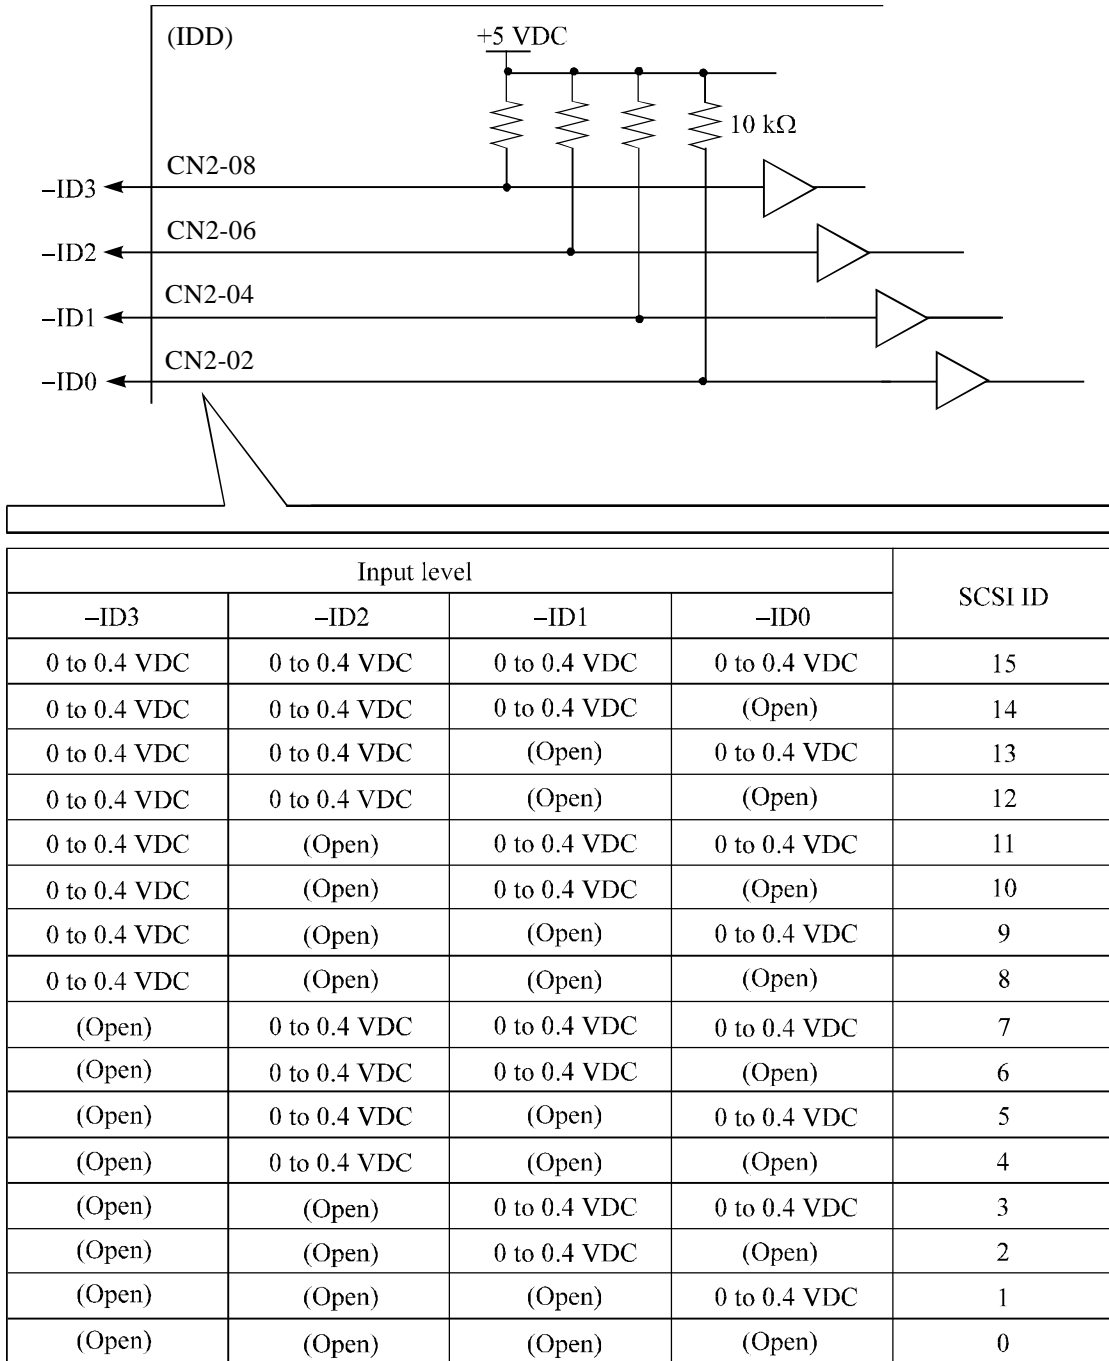 (IDD)
+5 VDC
10 kΩ
CN2-08
–ID3
CN2-06
–ID2
CN2-04
–ID1
CN2-02
–ID0
Input level
SCSI ID
–ID3 –ID2 –ID1 –ID0
0 to 0.4 VDC 0 to 0.4 VDC 0 to 0.4 VDC 0 to 0.4 VDC 15
0 to 0.4 VDC 0 to 0.4 VDC 0 to 0.4 VDC (Open) 14
0 to 0.4 VDC 0 to 0.4 VDC (Open) 0 to 0.4 VDC 13
0 to 0.4 VDC 0 to 0.4 VDC (Open) (Open) 12
0 to 0.4 VDC (Open) 0 to 0.4 VDC 0 to 0.4 VDC 11
0 to 0.4 VDC (Open) 0 to 0.4 VDC (Open) 10
0 to 0.4 VDC (Open) (Open) 0 to 0.4 VDC 9
0 to 0.4 VDC (Open) (Open) (Open) 8
(Open) 0 to 0.4 VDC 0 to 0.4 VDC 0 to 0.4 VDC 7
(Open) 0 to 0.4 VDC 0 to 0.4 VDC (Open) 6
(Open) 0 to 0.4 VDC (Open) 0 to 0.4 VDC 5
(Open) 0 to 0.4 VDC (Open) (Open) 4
(Open) (Open) 0 to 0.4 VDC 0 to 0.4 VDC 3
(Open) (Open) 0 to 0.4 VDC (Open) 2
(Open) (Open) (Open) 0 to 0.4 VDC 1
(Open) (Open) (Open) (Open) 0